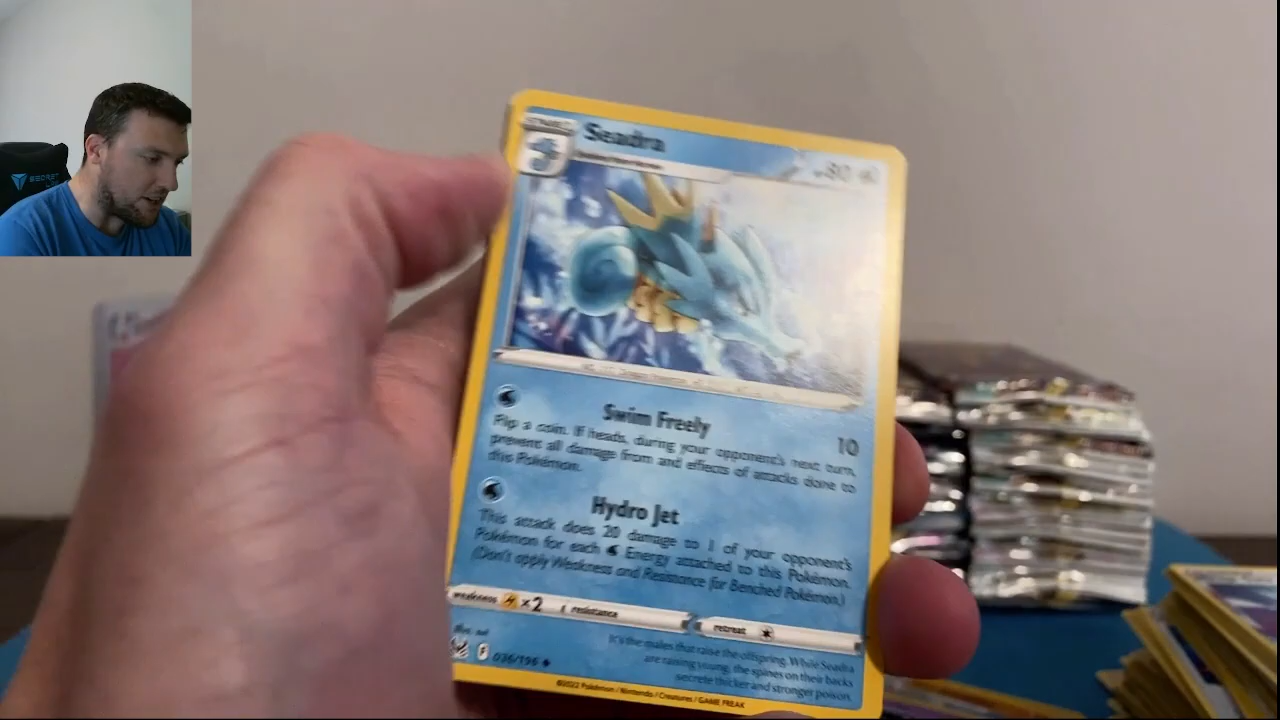 SECRET
Seadra
80
Swim Freely
10
Flip a coin. If heads, during your opponent's next turn,
prevent all damage from and effects of attacks done to
this Pokémon.
Hydro Jet
This attack does 20 damage to 1 of your opponent's
Pokémon for each Energy attached to this Pokémon.
(Don't apply Weakness and Resistance for Benched Pokémon.)
weakness ×2 resistance retreat
It's the males that raise the offspring. While Seadra
are raising young, the spines on their backs
secrete thicker and stronger poison.
F 036/196
©2022 Pokémon / Nintendo / Creatures / GAME FREAK